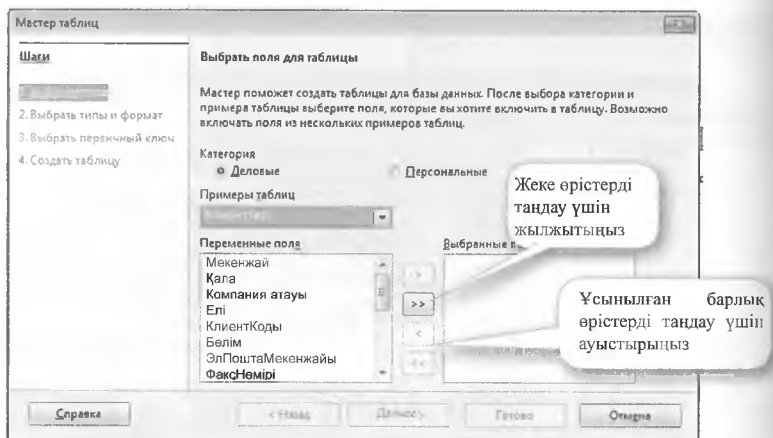 Мастер таблиц
Шаги
2. Выбрать типы и формат
3. Выбрать первичный ключ
4. Создать таблицу
Выбрать поля для таблицы
Мастер поможет создать таблицы для базы данных. После выбора категории и
примера таблицы выберите поля, которые вы хотите включить в таблицу. Возможно
включать поля из нескольких примеров таблиц.
Категория
Деловые
Персональные
Примеры таблиц
Переменные поля
Выбранные
Мекенжай
Қала
Компания атауы
Елі
КлиентКоды
Бөлім
ЭлПоштаМекенжайы
ФақсНөмірі
>
>>
<
<<
Жеке өрістерді
таңдау үшін
жылжытыңыз
Ұсынылған барлық
өрістерді таңдау үшін
ауыстырыңыз
Справка
< Назад
Дальше >
Готово
Отмена